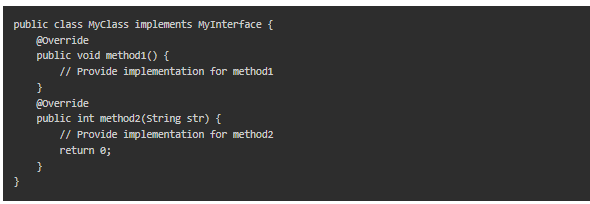 public class MyClass implements MyInterface {
    @Override
    public void method1() {
        // Provide implementation for method1
    }
    @Override
    public int method2(String str) {
        // Provide implementation for method2
        return 0;
    }
}